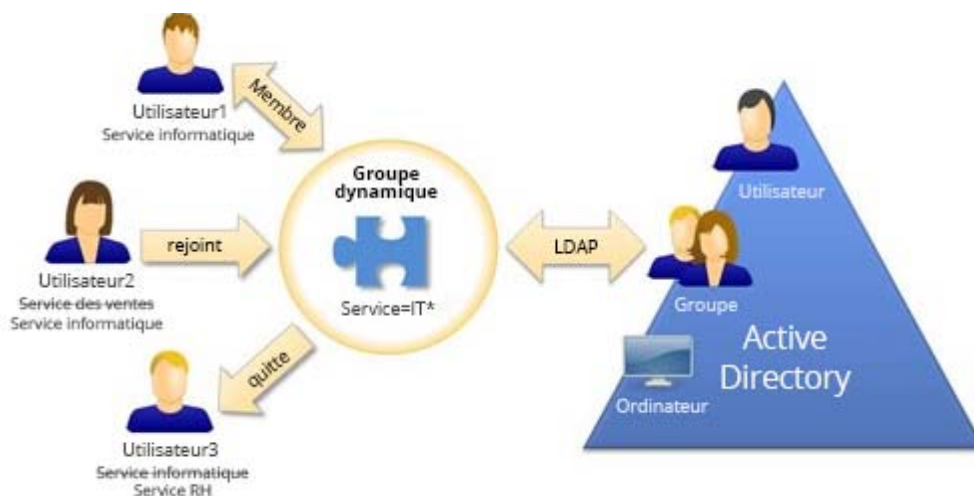 Utilisateur1
Service informatique
Membre
Groupe
dynamique
Service=IT*
rejoint
Utilisateur2
Service des ventes
Service informatique
quitte
Utilisateur3
Service informatique
Service RH
LDAP
Utilisateur
Groupe
Ordinateur
Active
Directory